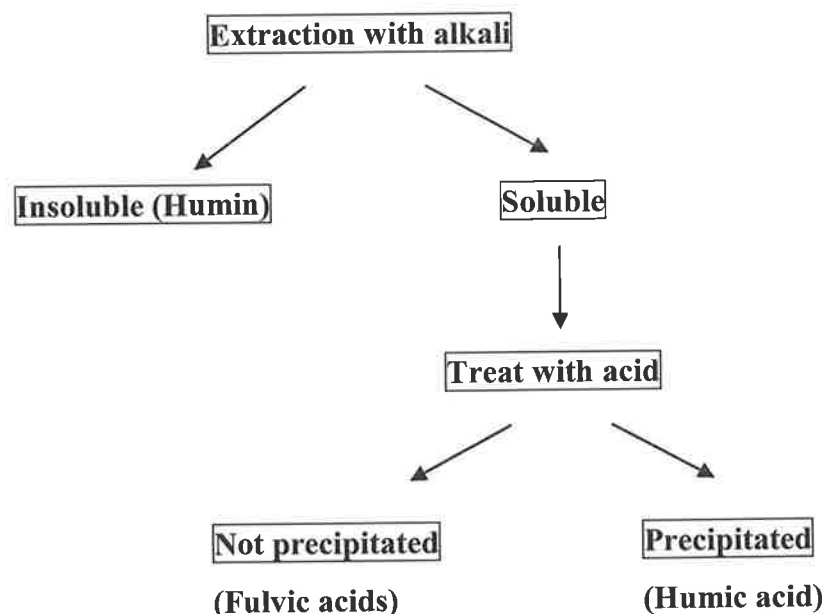 Extraction with alkali
Insoluble (Humin)
Soluble
Treat with acid
Not precipitated
(Fulvic acids)
Precipitated
(Humic acid)